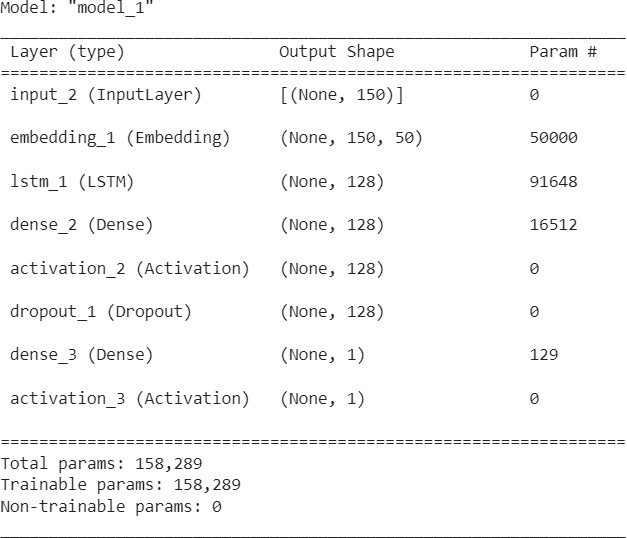 Model: "model_1"
Layer (type) Output Shape Param #
input_2 (InputLayer) [(None, 150)] 0
embedding_1 (Embedding) (None, 150, 50) 50000
lstm_1 (LSTM) (None, 128) 91648
dense_2 (Dense) (None, 128) 16512
activation_2 (Activation) (None, 128) 0
dropout_1 (Dropout) (None, 128) 0
dense_3 (Dense) (None, 1) 129
activation_3 (Activation) (None, 1) 0
Total params: 158,289
Trainable params: 158,289
Non-trainable params: 0